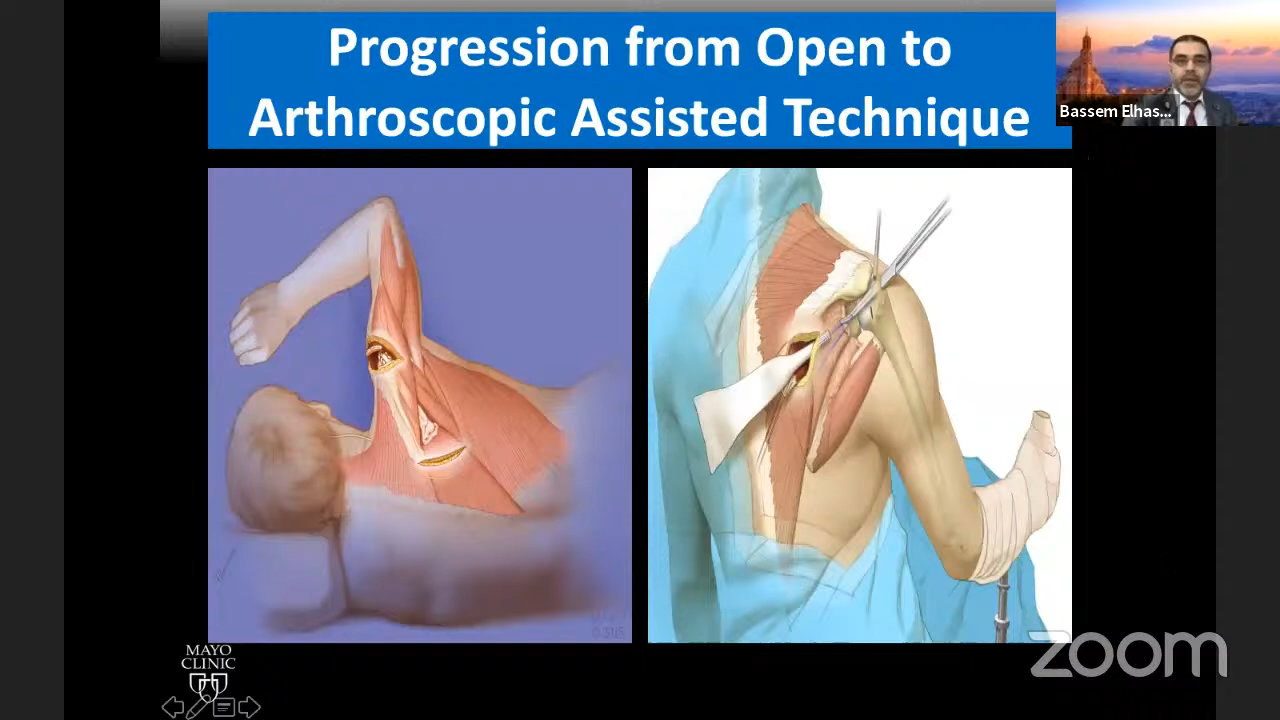 Progression from Open to
Arthroscopic Assisted Technique
Bassem Elhas...
MAYO
CLINIC
zoom